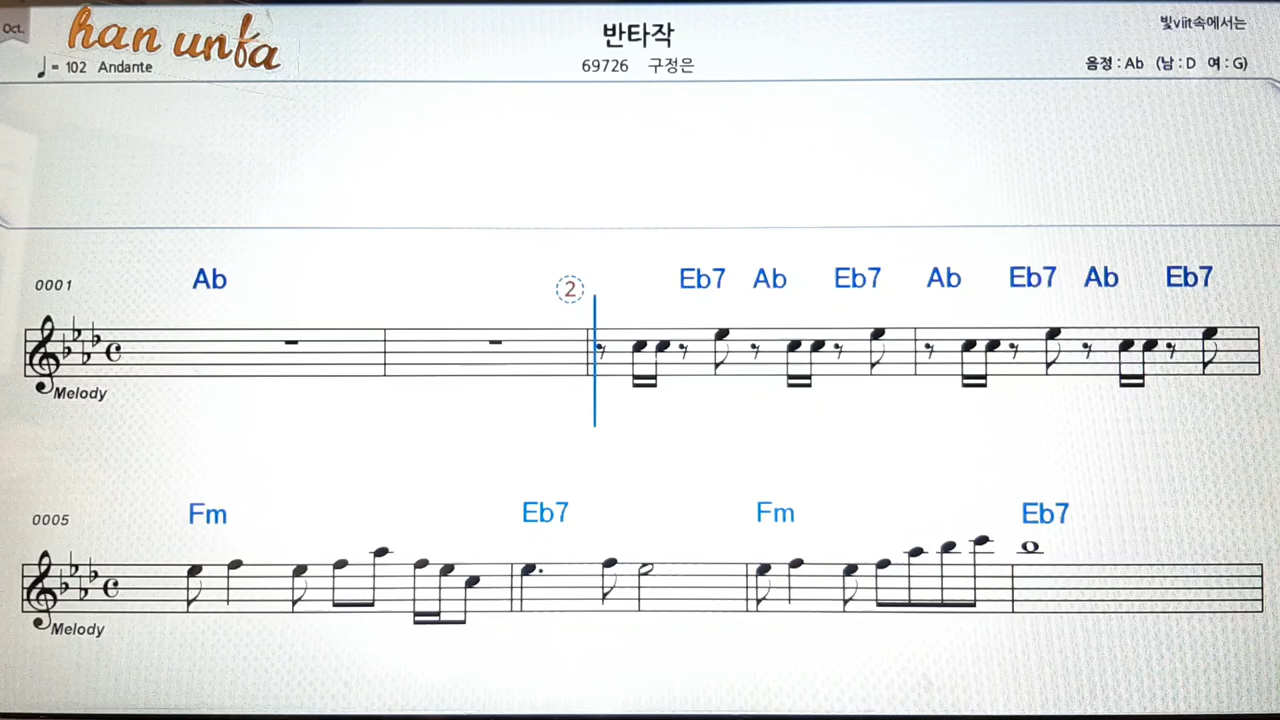 Oct.
han unfa
반타작
빛viit속에서는
♩= 102 Andante
69726 구정은
음정 : Ab (남 : D 여 : G)
0001 Ab ② Eb7 Ab Eb7 Ab Eb7 Ab Eb7
Melody
0005 Fm Eb7 Fm Eb7
Melody